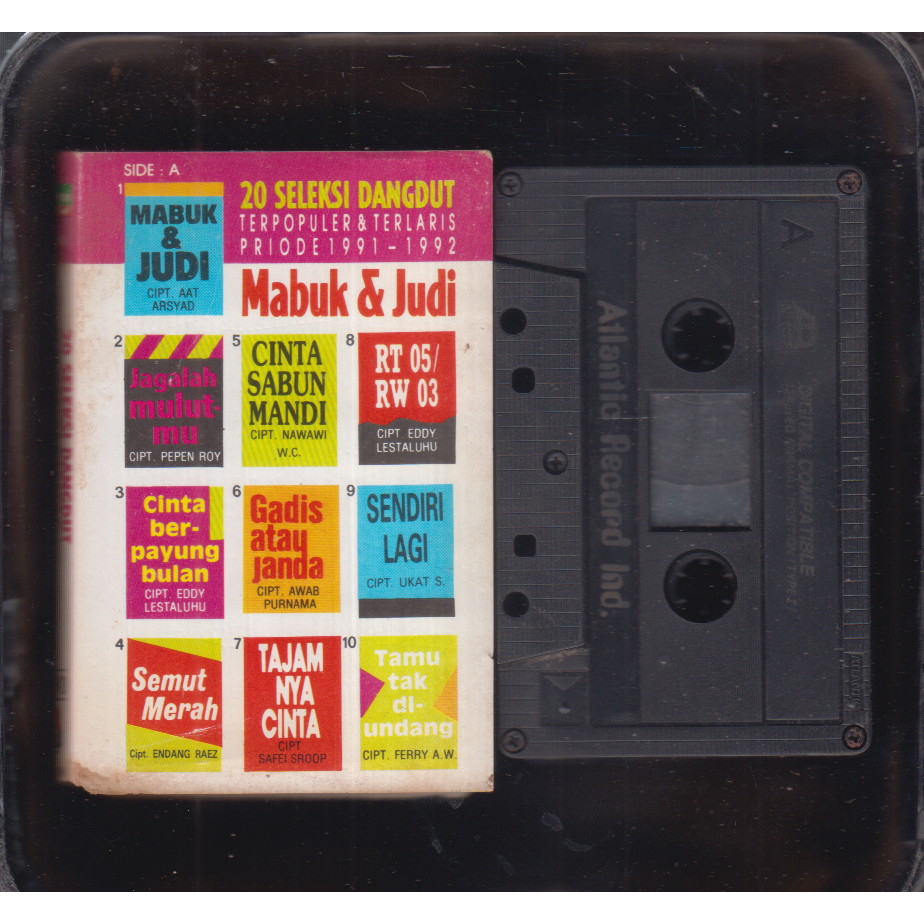 SIDE : A
20 SELEKSI DANGDUT
TERPOPULER & TERLARIS
PRIODE 1991 - 1992
Mabuk & Judi
1
MABUK
&
JUDI
CIPT. AAT
ARSYAD
2
Jagalah
mulut-
mu
CIPT. PEPEN ROY
3
Cinta
ber-
payung
bulan
CIPT. EDDY
LESTALUHU
4
Semut
Merah
Cipt. ENDANG RAEZ
5
CINTA
SABUN
MANDI
CIPT. NAWAWI
W.C.
6
Gadis
atau
janda
CIPT. AWAB
PURNAMA
7
TAJAM
NYA
CINTA
CIPT
SAFEI SROOP
8
RT 05/
RW 03
CIPT. EDDY
LESTALUHU
9
SENDIRI
LAGI
CIPT. UKAT S.
10
Tamu
tak
di-
undang
CIPT. FERRY A.W.
A
Atlantic Record Ind.
DIGITAL COMPATIBLE